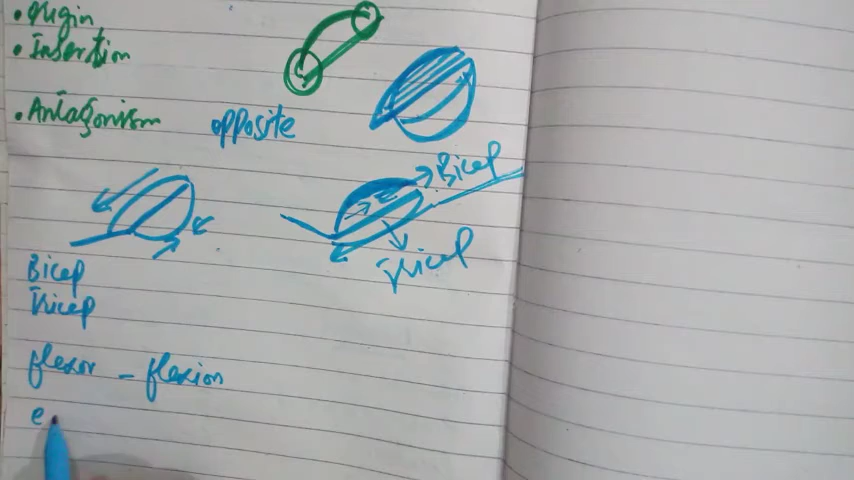 • Origin
• Insertion
• Antagonism opposite
Bicep
Tricep
Bicep
Tricep
flexor - flexion
e